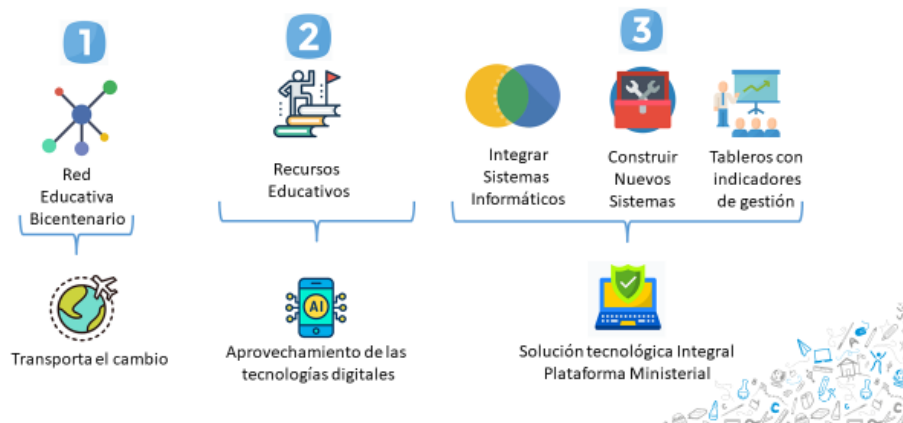 1
Red
Educativa
Bicentenario
Transporta el cambio
2
Recursos
Educativos
AI
Aprovechamiento de las
tecnologías digitales
3
Integrar
Sistemas
Informáticos
Construir
Nuevos
Sistemas
Tableros con
indicadores
de gestión
Solución tecnológica Integral
Plataforma Ministerial